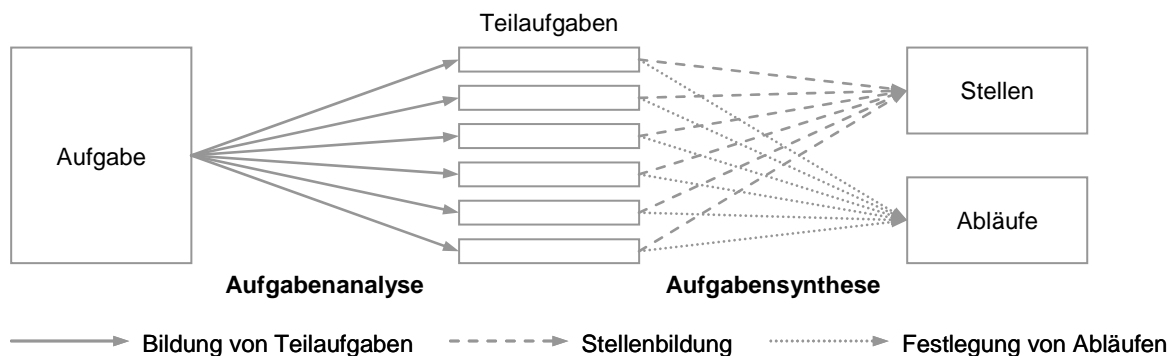 Teilaufgaben
Aufgabe
Stellen
Abläufe
Aufgabenanalyse
Aufgabensynthese
Bildung von Teilaufgaben
Stellenbildung
Festlegung von Abläufen